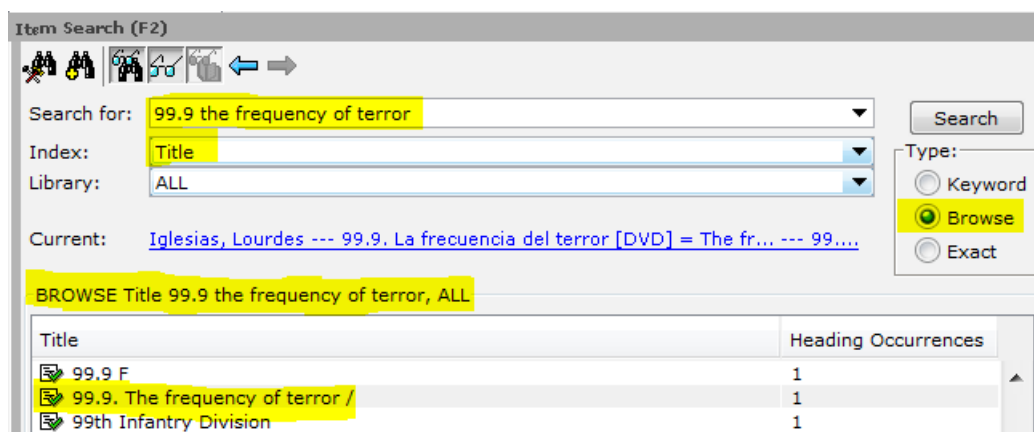 Item Search (F2)
Search for: 99.9 the frequency of terror Search
Index: Title Type:
Library: ALL Keyword
Browse
Current: Iglesias, Lourdes --- 99.9. La frecuencia del terror [DVD] = The fr... --- 99....
Exact
BROWSE Title 99.9 the frequency of terror, ALL
Title Heading Occurrences
99.9 F 1
99.9. The frequency of terror / 1
99th Infantry Division 1